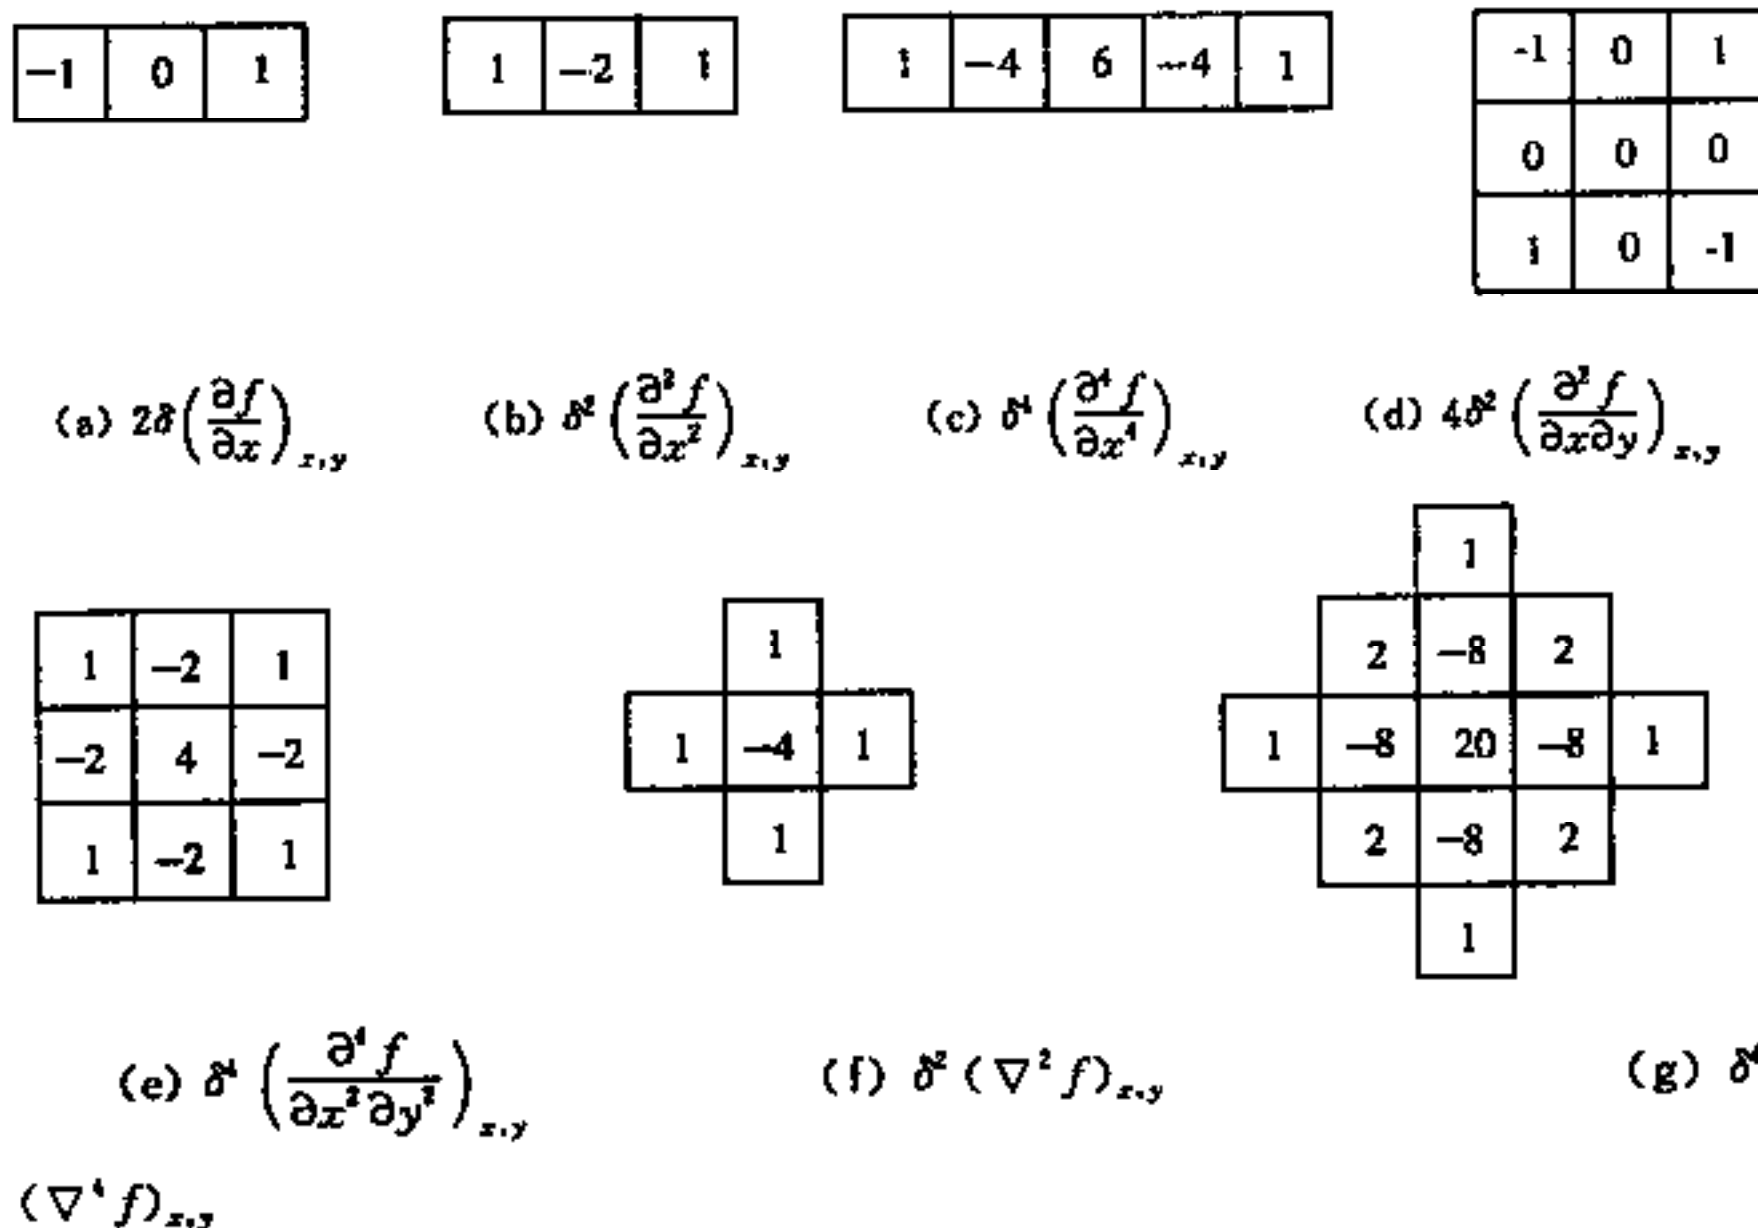 −1 0 1
1 −2 1
1 −4 6 −4 1
-1 0 1
0 0 0
1 0 -1
(a) 2δ(∂f/∂x)x,y
(b) δ²(∂²f/∂x²)x,y
(c) δ⁴(∂⁴f/∂x⁴)x,y
(d) 4δ²(∂²f/∂x∂y)x,y
1 −2 1
−2 4 −2
1 −2 1
1
1 −4 1
1
1
2 −8 2
1 −8 20 −8 1
2 −8 2
1
(e) δ⁴(∂⁴f/∂x²∂y²)x,y
(f) δ²(∇²f)x,y
(g) δ⁴
(∇⁴f)x,y